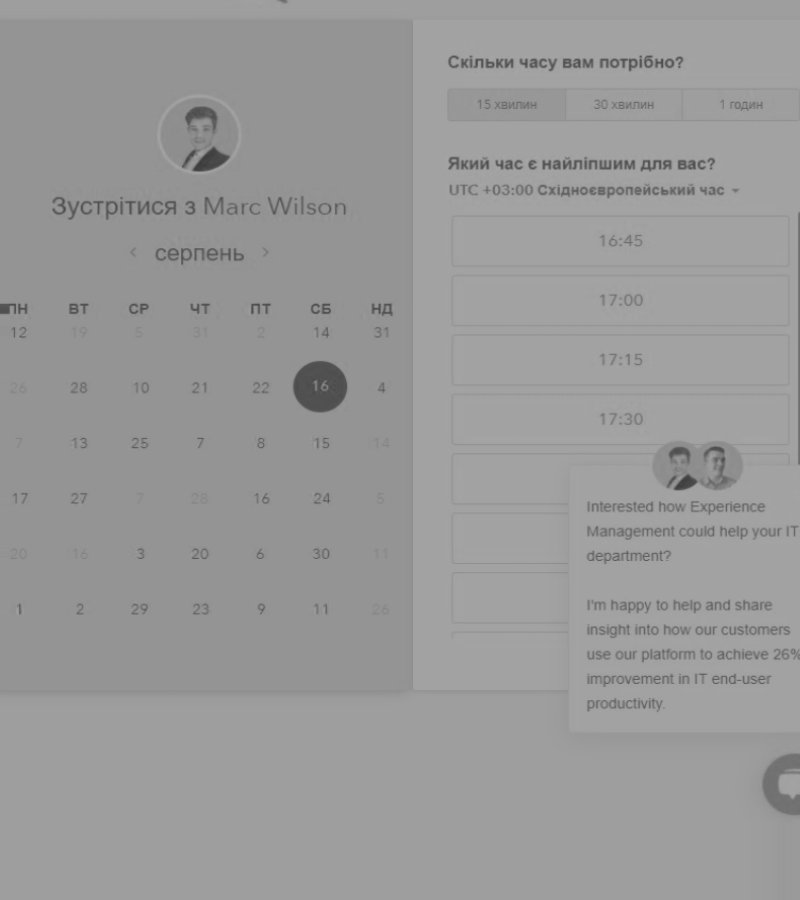 Зустрітися з Marc Wilson
серпень
ПН ВТ СР ЧТ ПТ СБ НД
12 19 5 31 2 14 31
26 28 10 21 22 16 4
7 13 25 7 8 15 14
17 27 7 28 16 24 5
20 16 3 20 6 30 11
1 2 29 23 9 11 26
Скільки часу вам потрібно?
15 хвилин 30 хвилин 1 годин
Який час є найліпшим для вас?
UTC +03:00 Східноєвропейський час
16:45
17:00
17:15
17:30
Interested how Experience
Management could help your IT
department?
I'm happy to help and share
insight into how our customers
use our platform to achieve 26%
improvement in IT end-user
productivity.